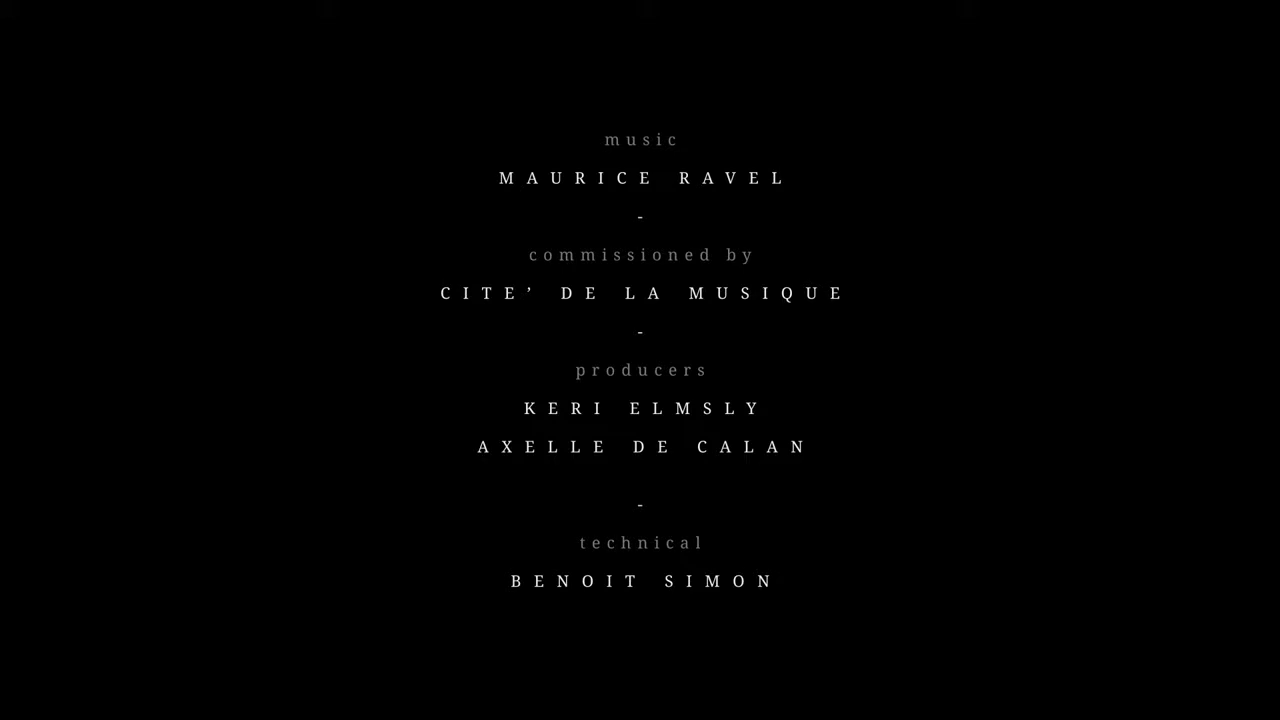 music
MAURICE RAVEL
-
commissioned by
CITE’ DE LA MUSIQUE
-
producers
KERI ELMSLY
AXELLE DE CALAN
-
technical
BENOIT SIMON